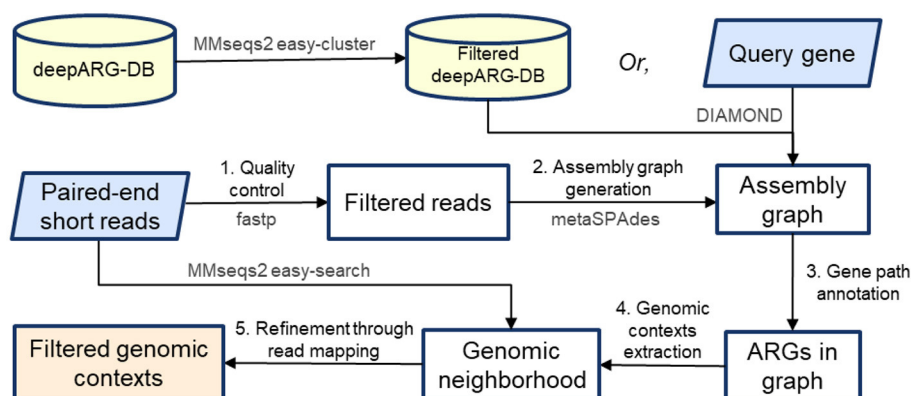 deepARG-DB
MMseqs2 easy-cluster
Filtered
deepARG-DB
Or,
Query gene
DIAMOND
Paired-end
short reads
1. Quality
control
fastp
Filtered reads
2. Assembly graph
generation
metaSPAdes
Assembly
graph
MMseqs2 easy-search
3. Gene path
annotation
Filtered genomic
contexts
5. Refinement through
read mapping
Genomic
neighborhood
4. Genomic
contexts
extraction
ARGs in
graph